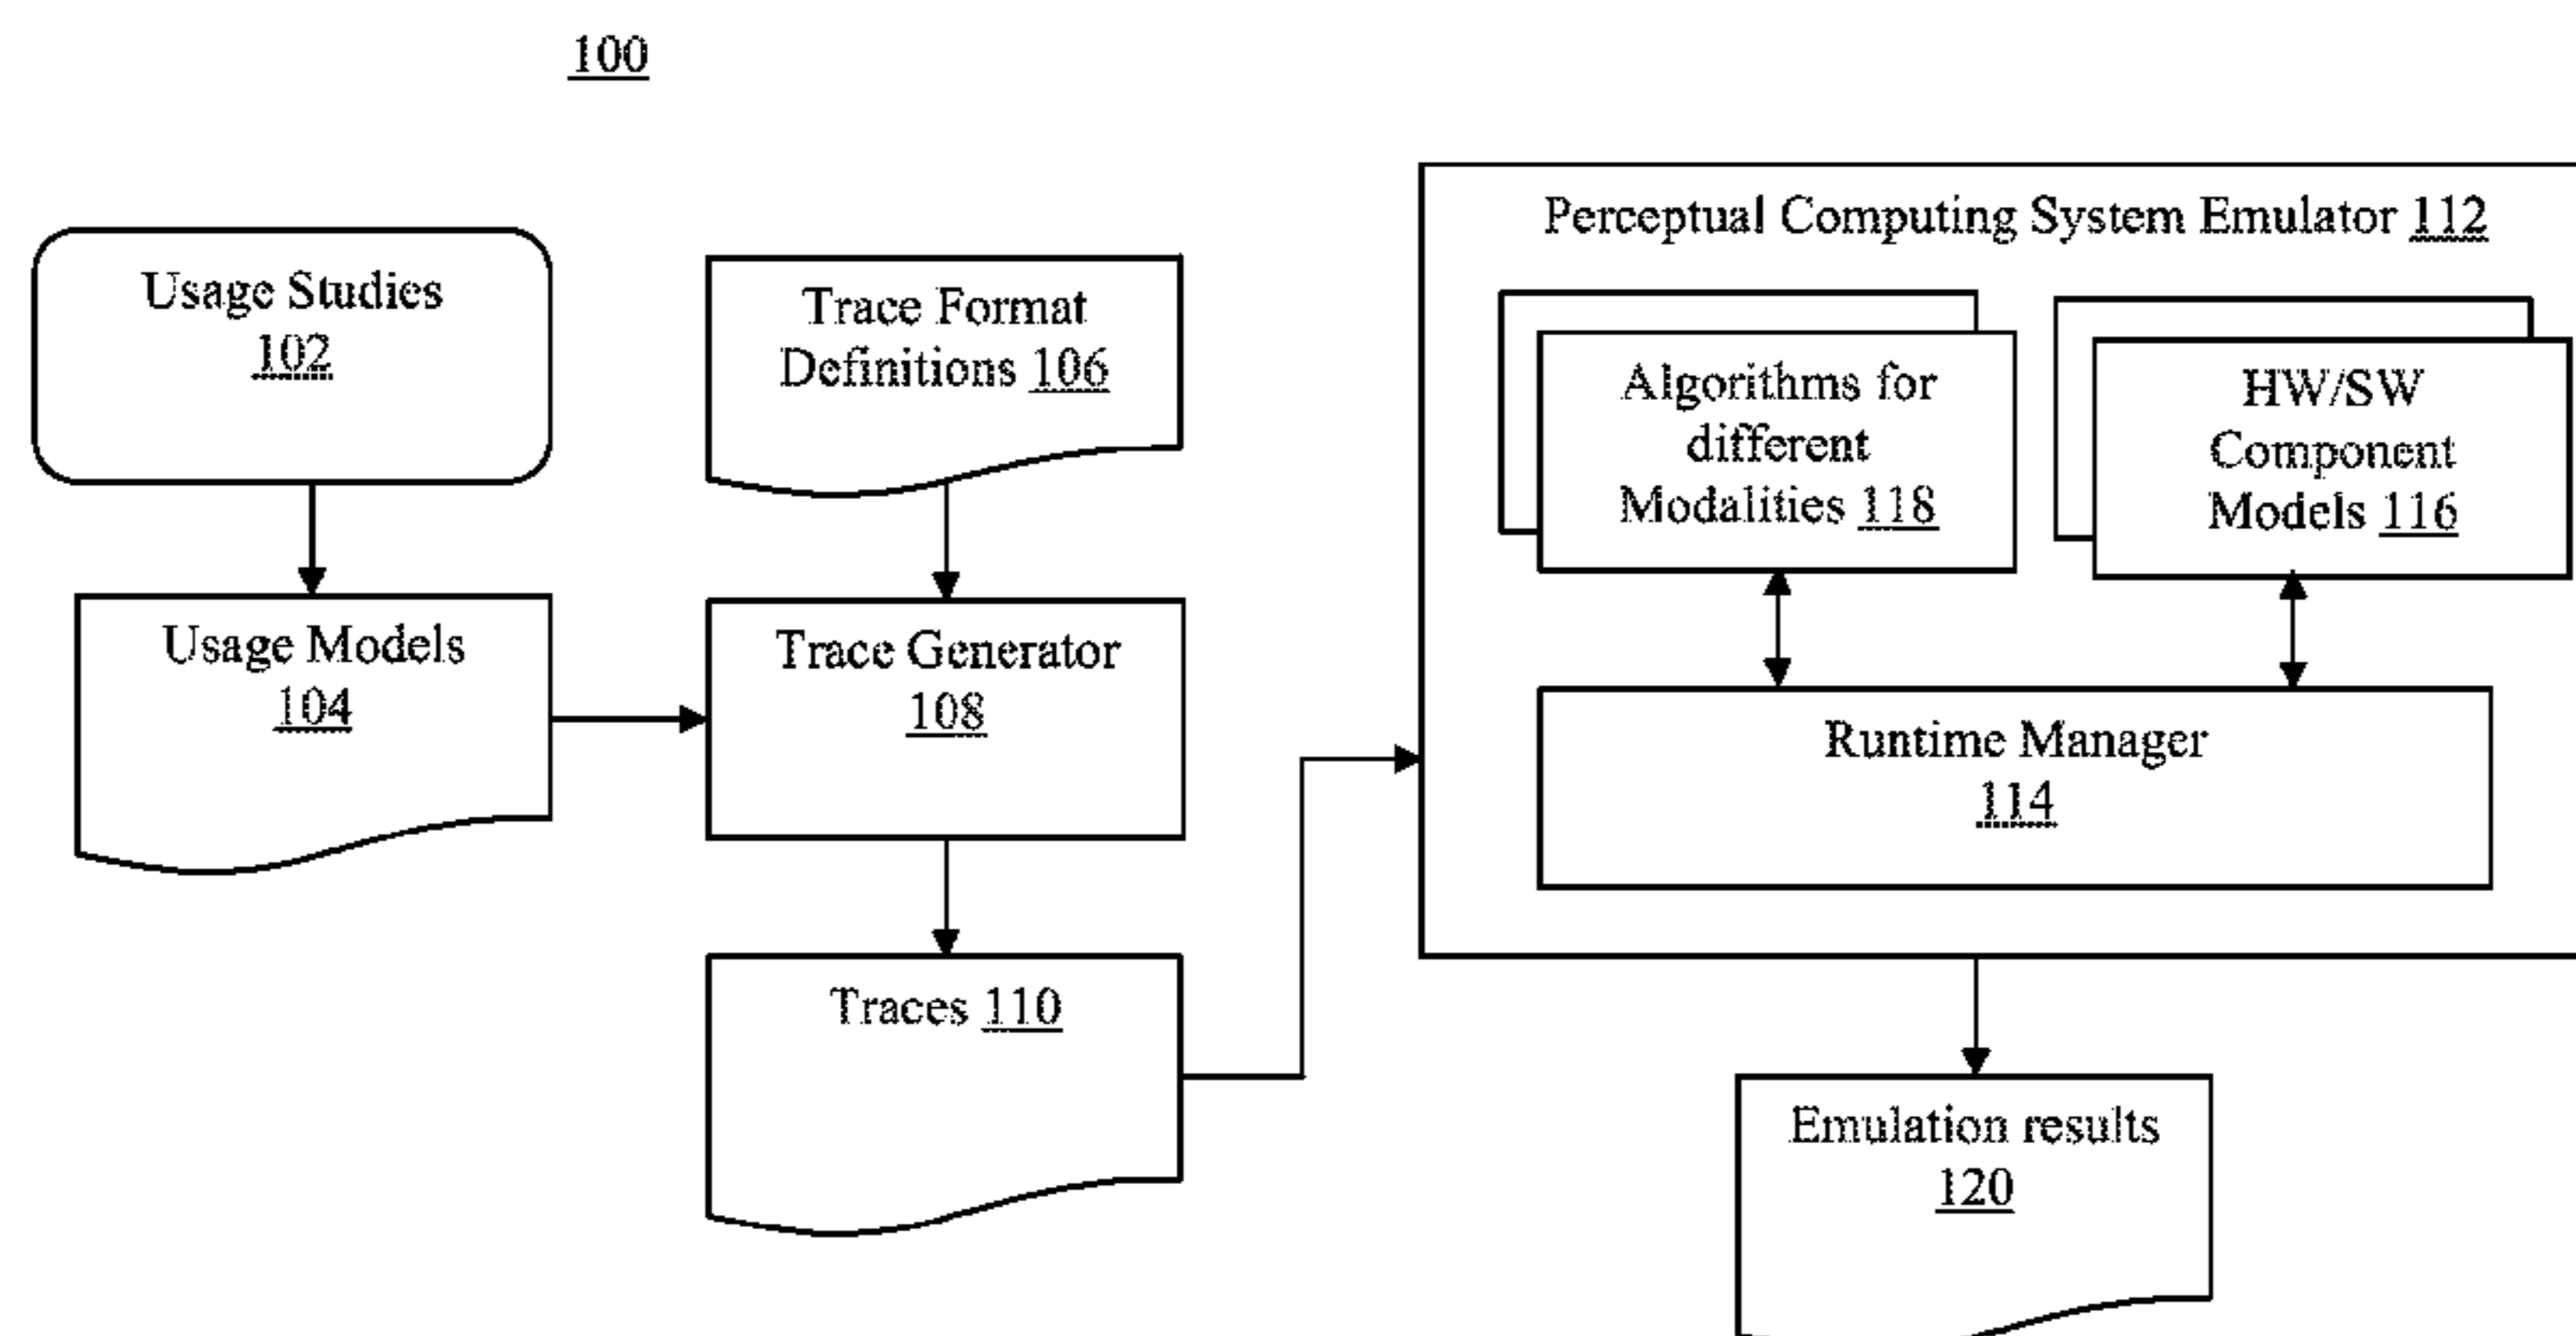 100
Usage Studies
102
Usage Models
104
Trace Format
Definitions 106
Trace Generator
108
Traces 110
Perceptual Computing System Emulator 112
Algorithms for
different
Modalities 118
HW/SW
Component
Models 116
Runtime Manager
114
Emulation results
120